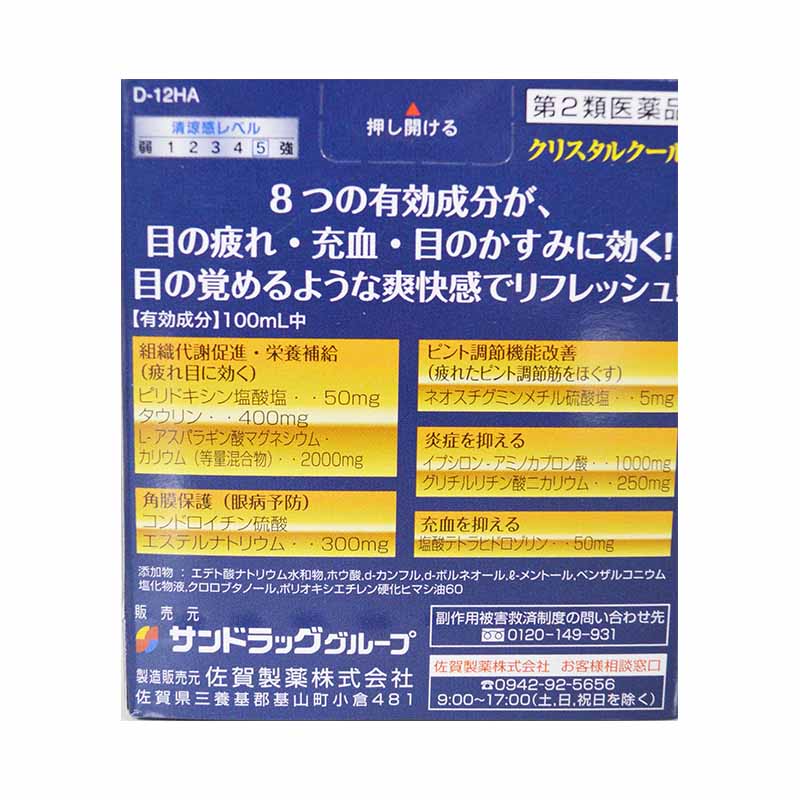 D-12HA
清涼感レベル
弱 1 2 3 4 5 強
押し開ける
第2類医薬品
クリスタルクール
8つの有効成分が、
目の疲れ・充血・目のかすみに効く!
目の覚めるような爽快感でリフレッシュ!
【有効成分】100mL中
組織代謝促進・栄養補給
(疲れ目に効く)
ピリドキシン塩酸塩・・50mg
タウリン・・400mg
L-アスパラギン酸マグネシウム・
カリウム(等量混合物)・・2000mg
角膜保護(眼病予防)
コンドロイチン硫酸
エステルナトリウム・・300mg
ピント調節機能改善
(疲れたピント調節筋をほぐす)
ネオスチグミンメチル硫酸塩・・5mg
炎症を抑える
イプシロン-アミノカプロン酸・・1000mg
グリチルリチン酸二カリウム・・250mg
充血を抑える
塩酸テトラヒドロゾリン・・50mg
添加物:エデト酸ナトリウム水和物,ホウ酸,d-カンフル,d-ボルネオール,ℓ-メントール,ベンザルコニウム
塩化物液,クロロブタノール,ポリオキシエチレン硬化ヒマシ油60
販売元
サンドラッググループ
製造販売元 佐賀製薬株式会社
佐賀県三養基郡基山町小倉481
副作用被害救済制度の問い合わせ先
0120-149-931
佐賀製薬株式会社 お客様相談窓口
☎0942-92-5656
9:00~17:00(土,日,祝日を除く)